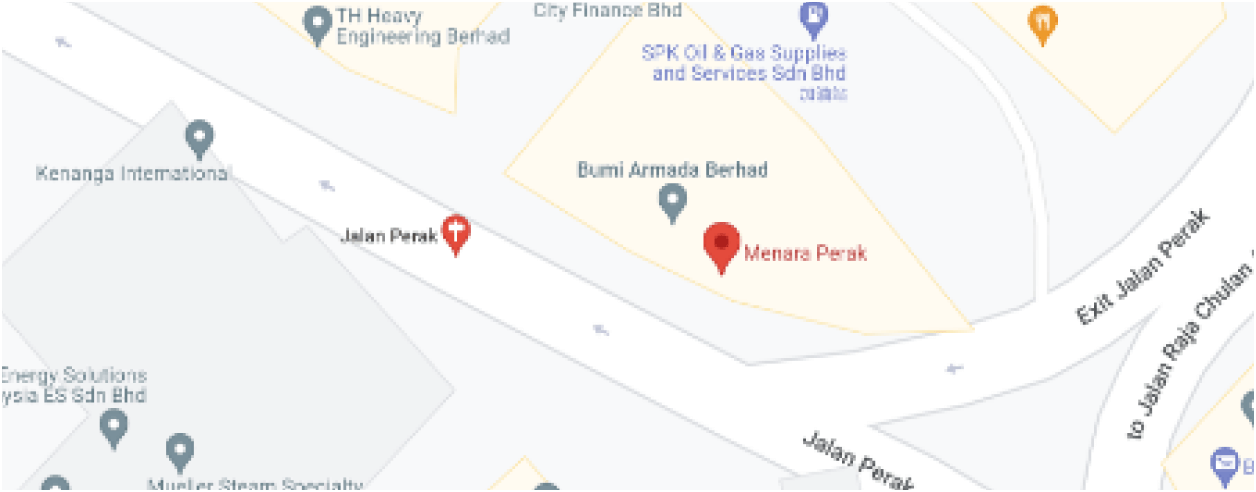 City Finance Bhd
TH Heavy
Engineering Berhad
SPK Oil & Gas Supplies
and Services Sdn Bhd
Kenanga International
Bumi Armada Berhad
Jalan Perak
Menara Perak
Exit Jalan Perak
to Jalan Raja Chulan
Energy Solutions
ysia ES Sdn Bhd
Jalan Perak
Mueller Steam Specialty
B